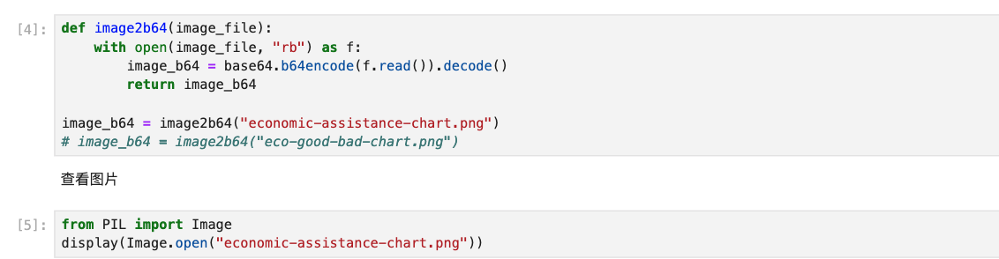 [4]: def image2b64(image_file):
    with open(image_file, "rb") as f:
        image_b64 = base64.b64encode(f.read()).decode()
        return image_b64
image_b64 = image2b64("economic-assistance-chart.png")
# image_b64 = image2b64("eco-good-bad-chart.png")
查看图片
[5]: from PIL import Image
display(Image.open("economic-assistance-chart.png"))